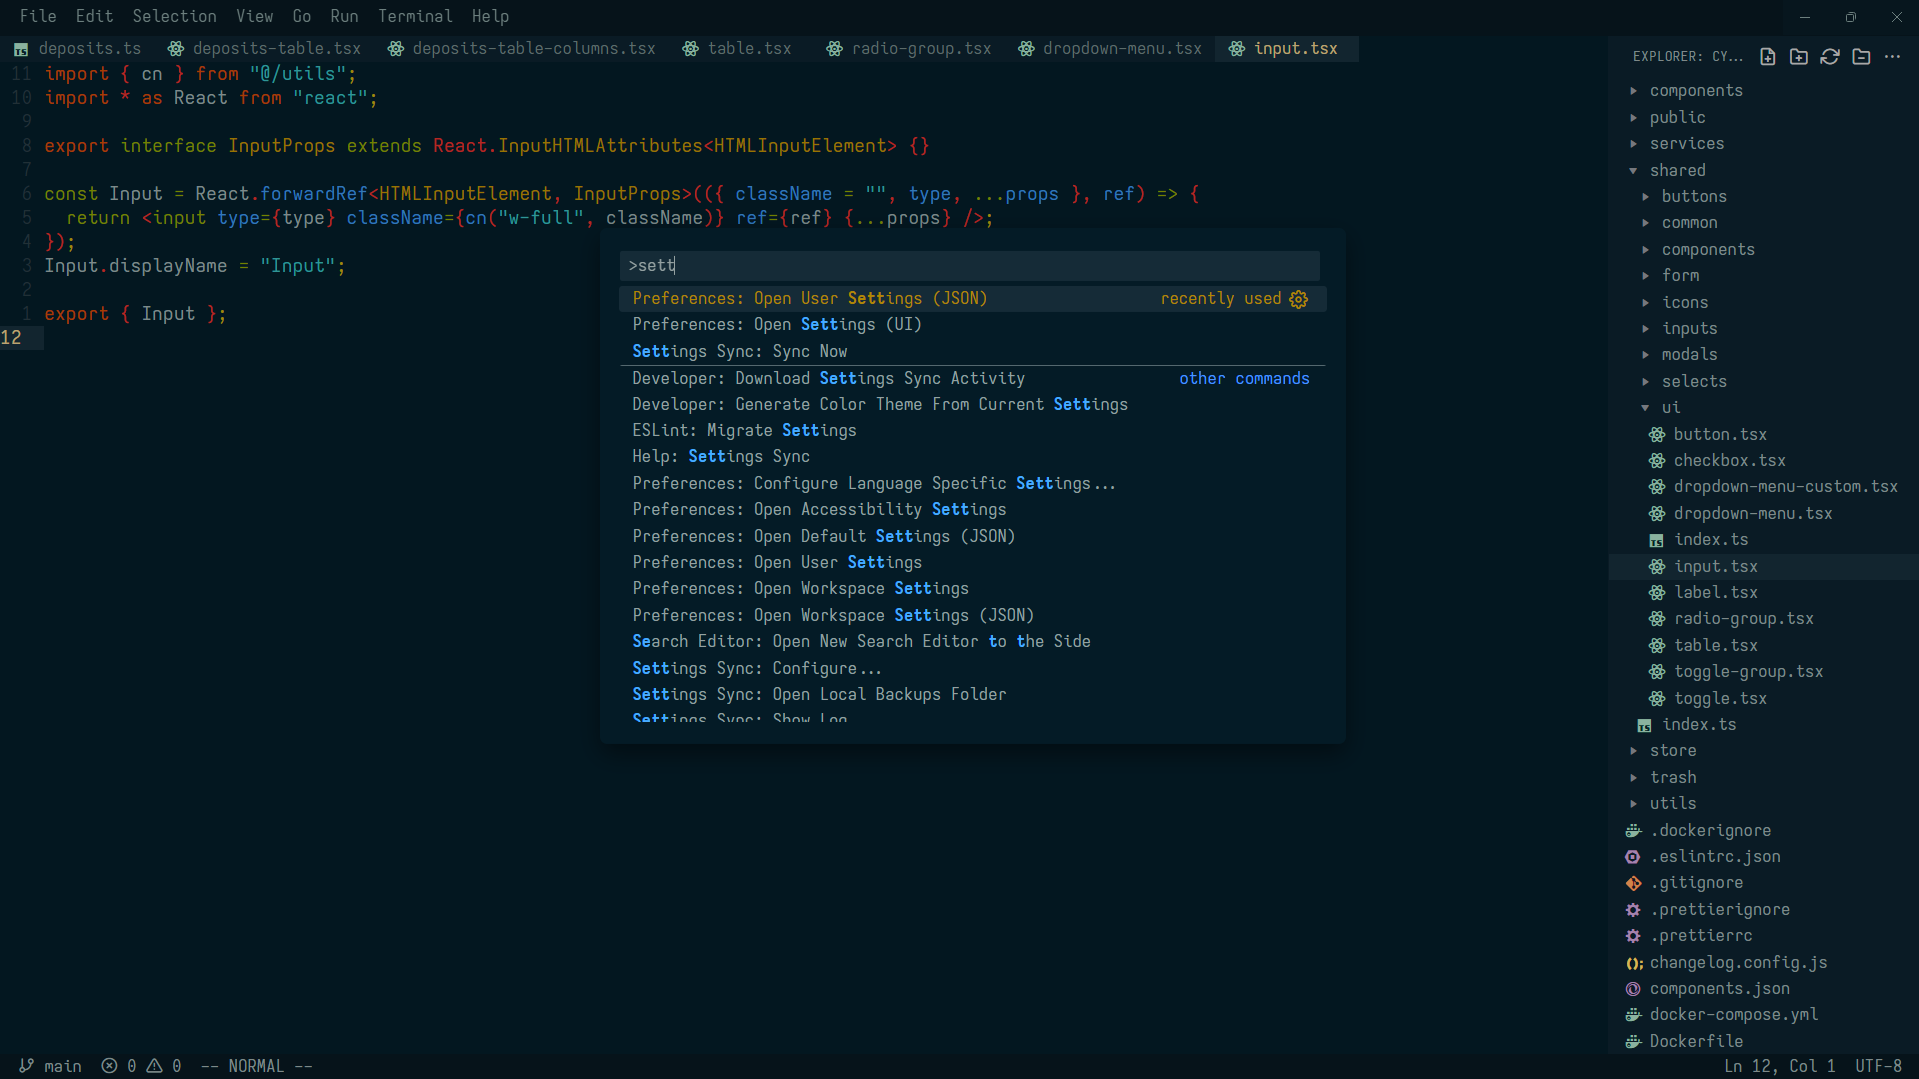 File Edit Selection View Go Run Terminal Help
deposits.ts deposits-table.tsx deposits-table-columns.tsx table.tsx radio-group.tsx dropdown-menu.tsx input.tsx
11 import { cn } from "@/utils";
10 import * as React from "react";
9
8 export interface InputProps extends React.InputHTMLAttributes<HTMLInputElement> {}
7
6 const Input = React.forwardRef<HTMLInputElement, InputProps>(({ className = "", type, ...props }, ref) => {
5 return <input type={type} className={cn("w-full", className)} ref={ref} {...props} />;
4 });
3 Input.displayName = "Input";
2
1 export { Input };
12
>sett
Preferences: Open User Settings (JSON) recently used
Preferences: Open Settings (UI)
Settings Sync: Sync Now
Developer: Download Settings Sync Activity other commands
Developer: Generate Color Theme From Current Settings
ESLint: Migrate Settings
Help: Settings Sync
Preferences: Configure Language Specific Settings...
Preferences: Open Accessibility Settings
Preferences: Open Default Settings (JSON)
Preferences: Open User Settings
Preferences: Open Workspace Settings
Preferences: Open Workspace Settings (JSON)
Search Editor: Open New Search Editor to the Side
Settings Sync: Configure...
Settings Sync: Open Local Backups Folder
Settings Sync: Show Log
EXPLORER: CY...
components
public
services
shared
buttons
common
components
form
icons
inputs
modals
selects
ui
button.tsx
checkbox.tsx
dropdown-menu-custom.tsx
dropdown-menu.tsx
index.ts
input.tsx
label.tsx
radio-group.tsx
table.tsx
toggle-group.tsx
toggle.tsx
index.ts
store
trash
utils
.dockerignore
.eslintrc.json
.gitignore
.prettierignore
.prettierrc
changelog.config.js
components.json
docker-compose.yml
Dockerfile
main 0 0 -- NORMAL -- Ln 12, Col 1 UTF-8